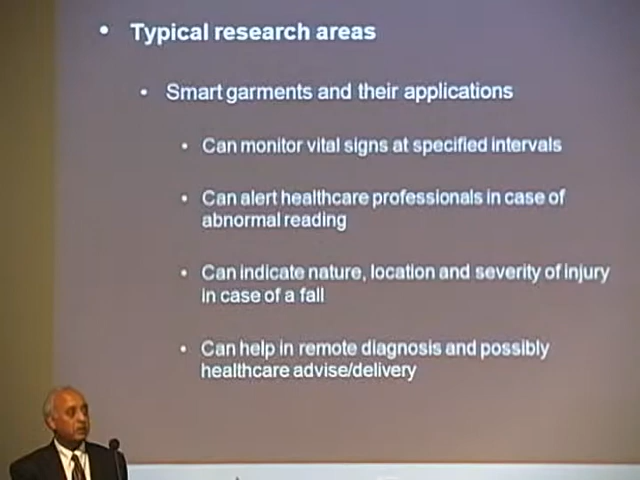 • Typical research areas
• Smart garments and their applications
• Can monitor vital signs at specified intervals
• Can alert healthcare professionals in case of
abnormal reading
• Can indicate nature, location and severity of injury
in case of a fall
• Can help in remote diagnosis and possibly
healthcare advise/delivery